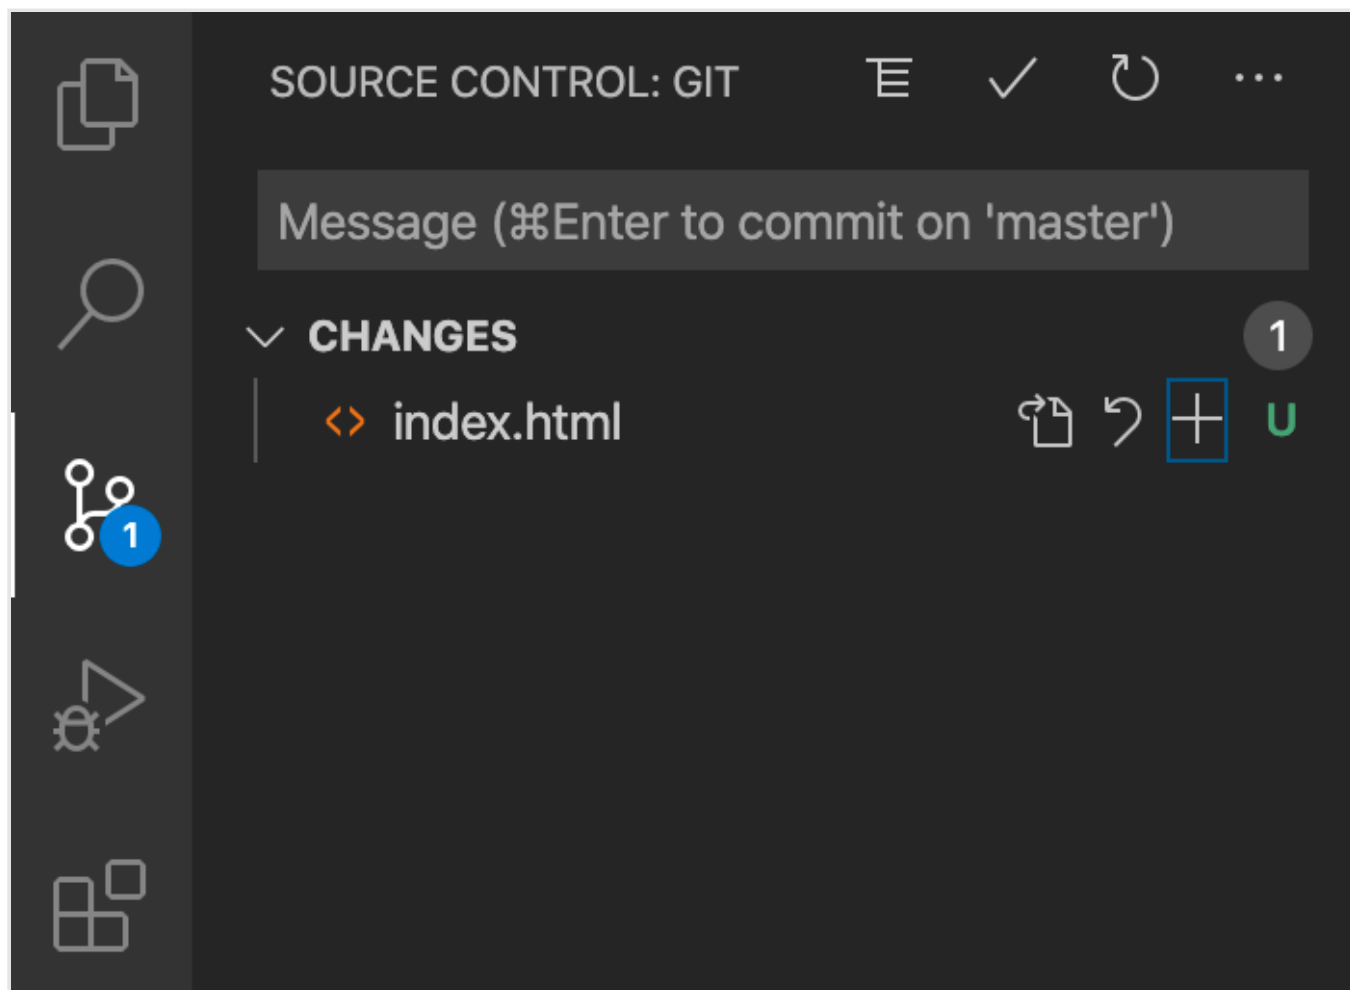 SOURCE CONTROL: GIT
Message (⌘Enter to commit on 'master')
CHANGES 1
index.html U
1